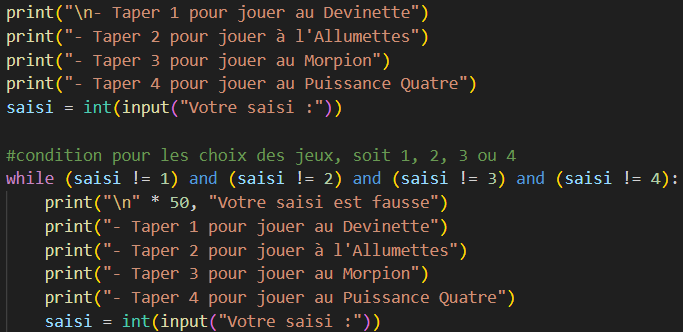 print("\n- Taper 1 pour jouer au Devinette")
print("- Taper 2 pour jouer à l'Allumettes")
print("- Taper 3 pour jouer au Morpion")
print("- Taper 4 pour jouer au Puissance Quatre")
saisi = int(input("Votre saisi :"))
#condition pour les choix des jeux, soit 1, 2, 3 ou 4
while (saisi != 1) and (saisi != 2) and (saisi != 3) and (saisi != 4):
print("\n" * 50, "Votre saisi est fausse")
print("- Taper 1 pour jouer au Devinette")
print("- Taper 2 pour jouer à l'Allumettes")
print("- Taper 3 pour jouer au Morpion")
print("- Taper 4 pour jouer au Puissance Quatre")
saisi = int(input("Votre saisi :"))